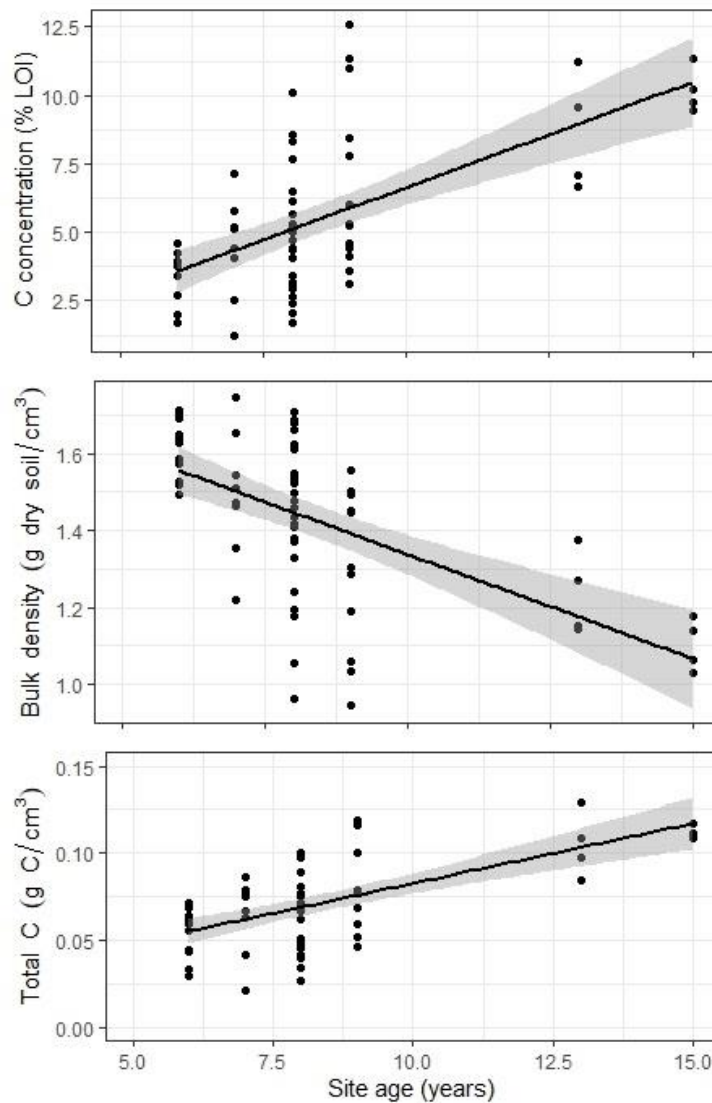 C concentration (% LOI)
12.5
10.0
7.5
5.0
2.5
Bulk density (g dry soil/cm³)
1.6
1.4
1.2
1.0
Total C (g C/cm³)
0.15
0.10
0.05
0.00
5.0 7.5 10.0 12.5 15.0
Site age (years)